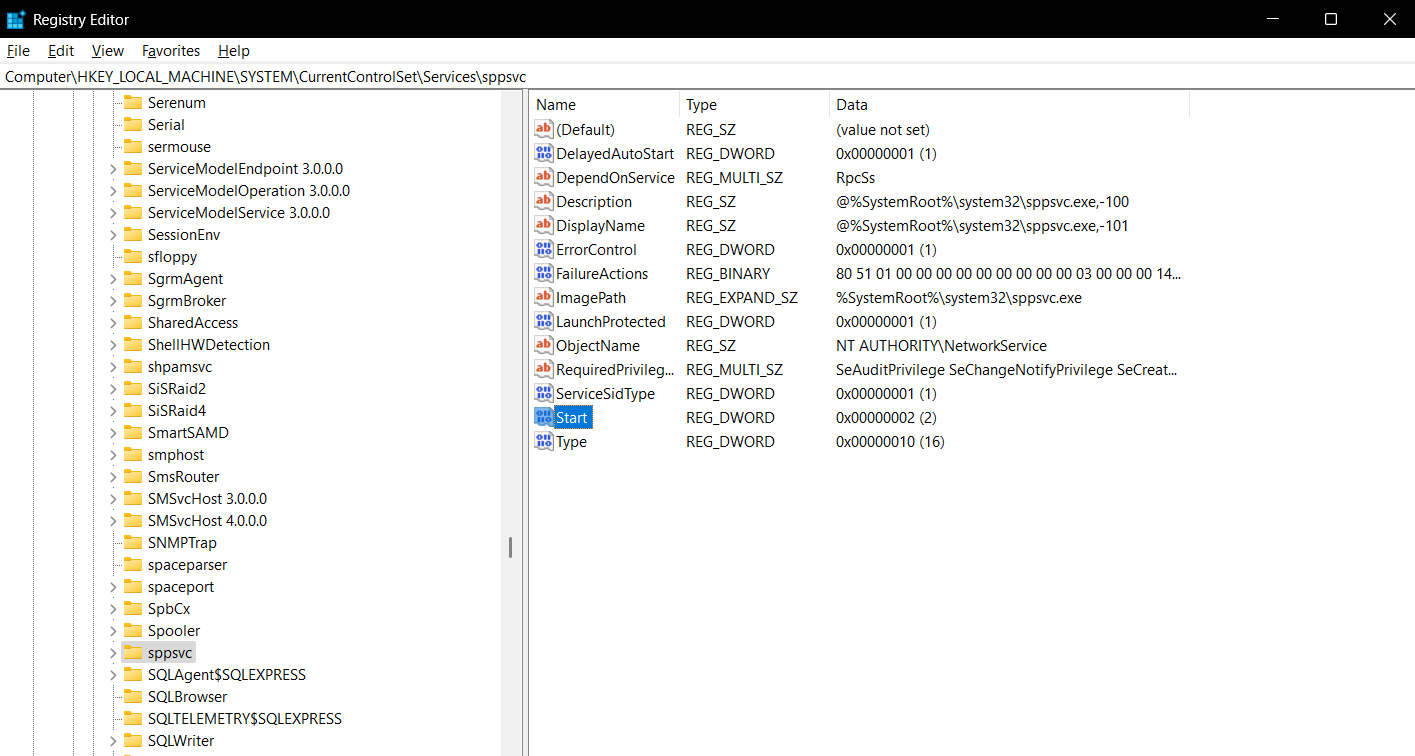 Registry Editor
File Edit View Favorites Help
Computer\HKEY_LOCAL_MACHINE\SYSTEM\CurrentControlSet\Services\sppsvc
Serenum
Serial
sermouse
ServiceModelEndpoint 3.0.0.0
ServiceModelOperation 3.0.0.0
ServiceModelService 3.0.0.0
SessionEnv
sfloppy
SgrmAgent
SgrmBroker
SharedAccess
ShellHWDetection
shpamsvc
SiSRaid2
SiSRaid4
SmartSAMD
smphost
SmsRouter
SMSvcHost 3.0.0.0
SMSvcHost 4.0.0.0
SNMPTrap
spaceparser
spaceport
SpbCx
Spooler
sppsvc
SQLAgent$SQLEXPRESS
SQLBrowser
SQLTELEMETRY$SQLEXPRESS
SQLWriter
Name Type Data
(Default) REG_SZ (value not set)
DelayedAutoStart REG_DWORD 0x00000001 (1)
DependOnService REG_MULTI_SZ RpcSs
Description REG_SZ @%SystemRoot%\system32\sppsvc.exe,-100
DisplayName REG_SZ @%SystemRoot%\system32\sppsvc.exe,-101
ErrorControl REG_DWORD 0x00000001 (1)
FailureActions REG_BINARY 80 51 01 00 00 00 00 00 00 00 00 00 03 00 00 00 14...
ImagePath REG_EXPAND_SZ %SystemRoot%\system32\sppsvc.exe
LaunchProtected REG_DWORD 0x00000001 (1)
ObjectName REG_SZ NT AUTHORITY\NetworkService
RequiredPrivileg... REG_MULTI_SZ SeAuditPrivilege SeChangeNotifyPrivilege SeCreat...
ServiceSidType REG_DWORD 0x00000001 (1)
Start REG_DWORD 0x00000002 (2)
Type REG_DWORD 0x00000010 (16)